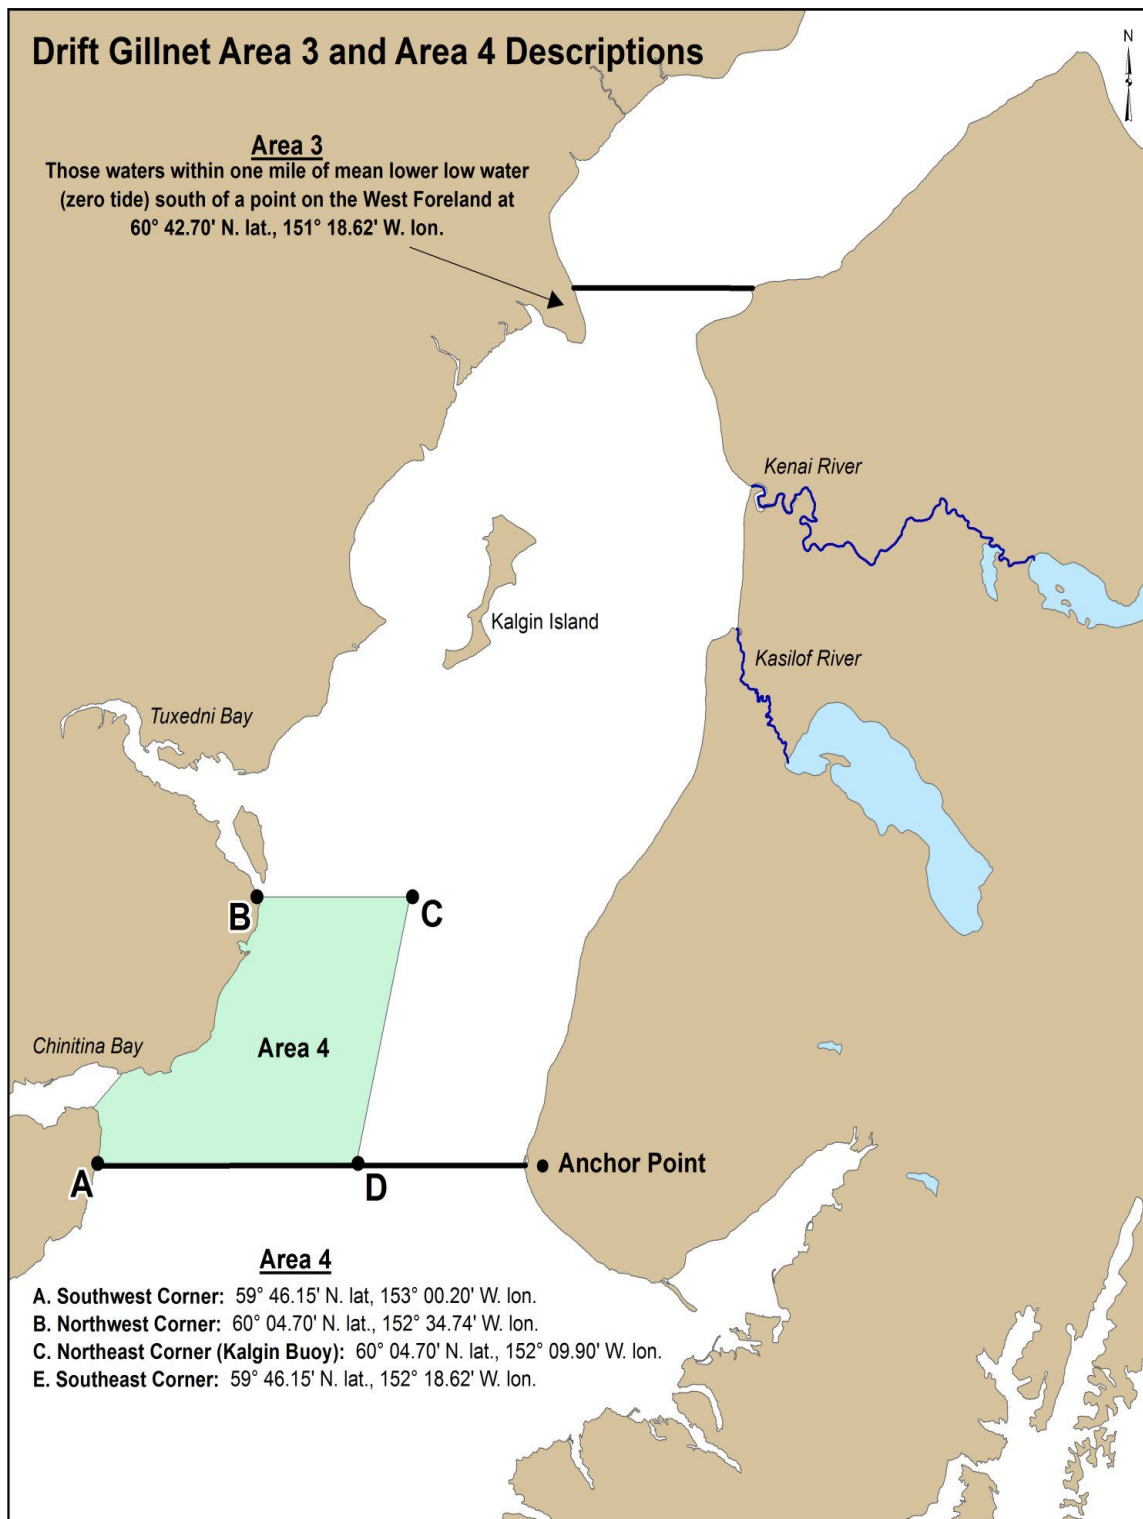 Drift Gillnet Area 3 and Area 4 Descriptions
N
Area 3
Those waters within one mile of mean lower low water
(zero tide) south of a point on the West Foreland at
60° 42.70' N. lat., 151° 18.62' W. lon.
Kenai River
Kalgin Island
Kasilof River
Tuxedni Bay
B
C
Area 4
Chinitina Bay
Anchor Point
A
D
Area 4
A. Southwest Corner: 59° 46.15' N. lat, 153° 00.20' W. lon.
B. Northwest Corner: 60° 04.70' N. lat., 152° 34.74' W. lon.
C. Northeast Corner (Kalgin Buoy): 60° 04.70' N. lat., 152° 09.90' W. lon.
E. Southeast Corner: 59° 46.15' N. lat., 152° 18.62' W. lon.